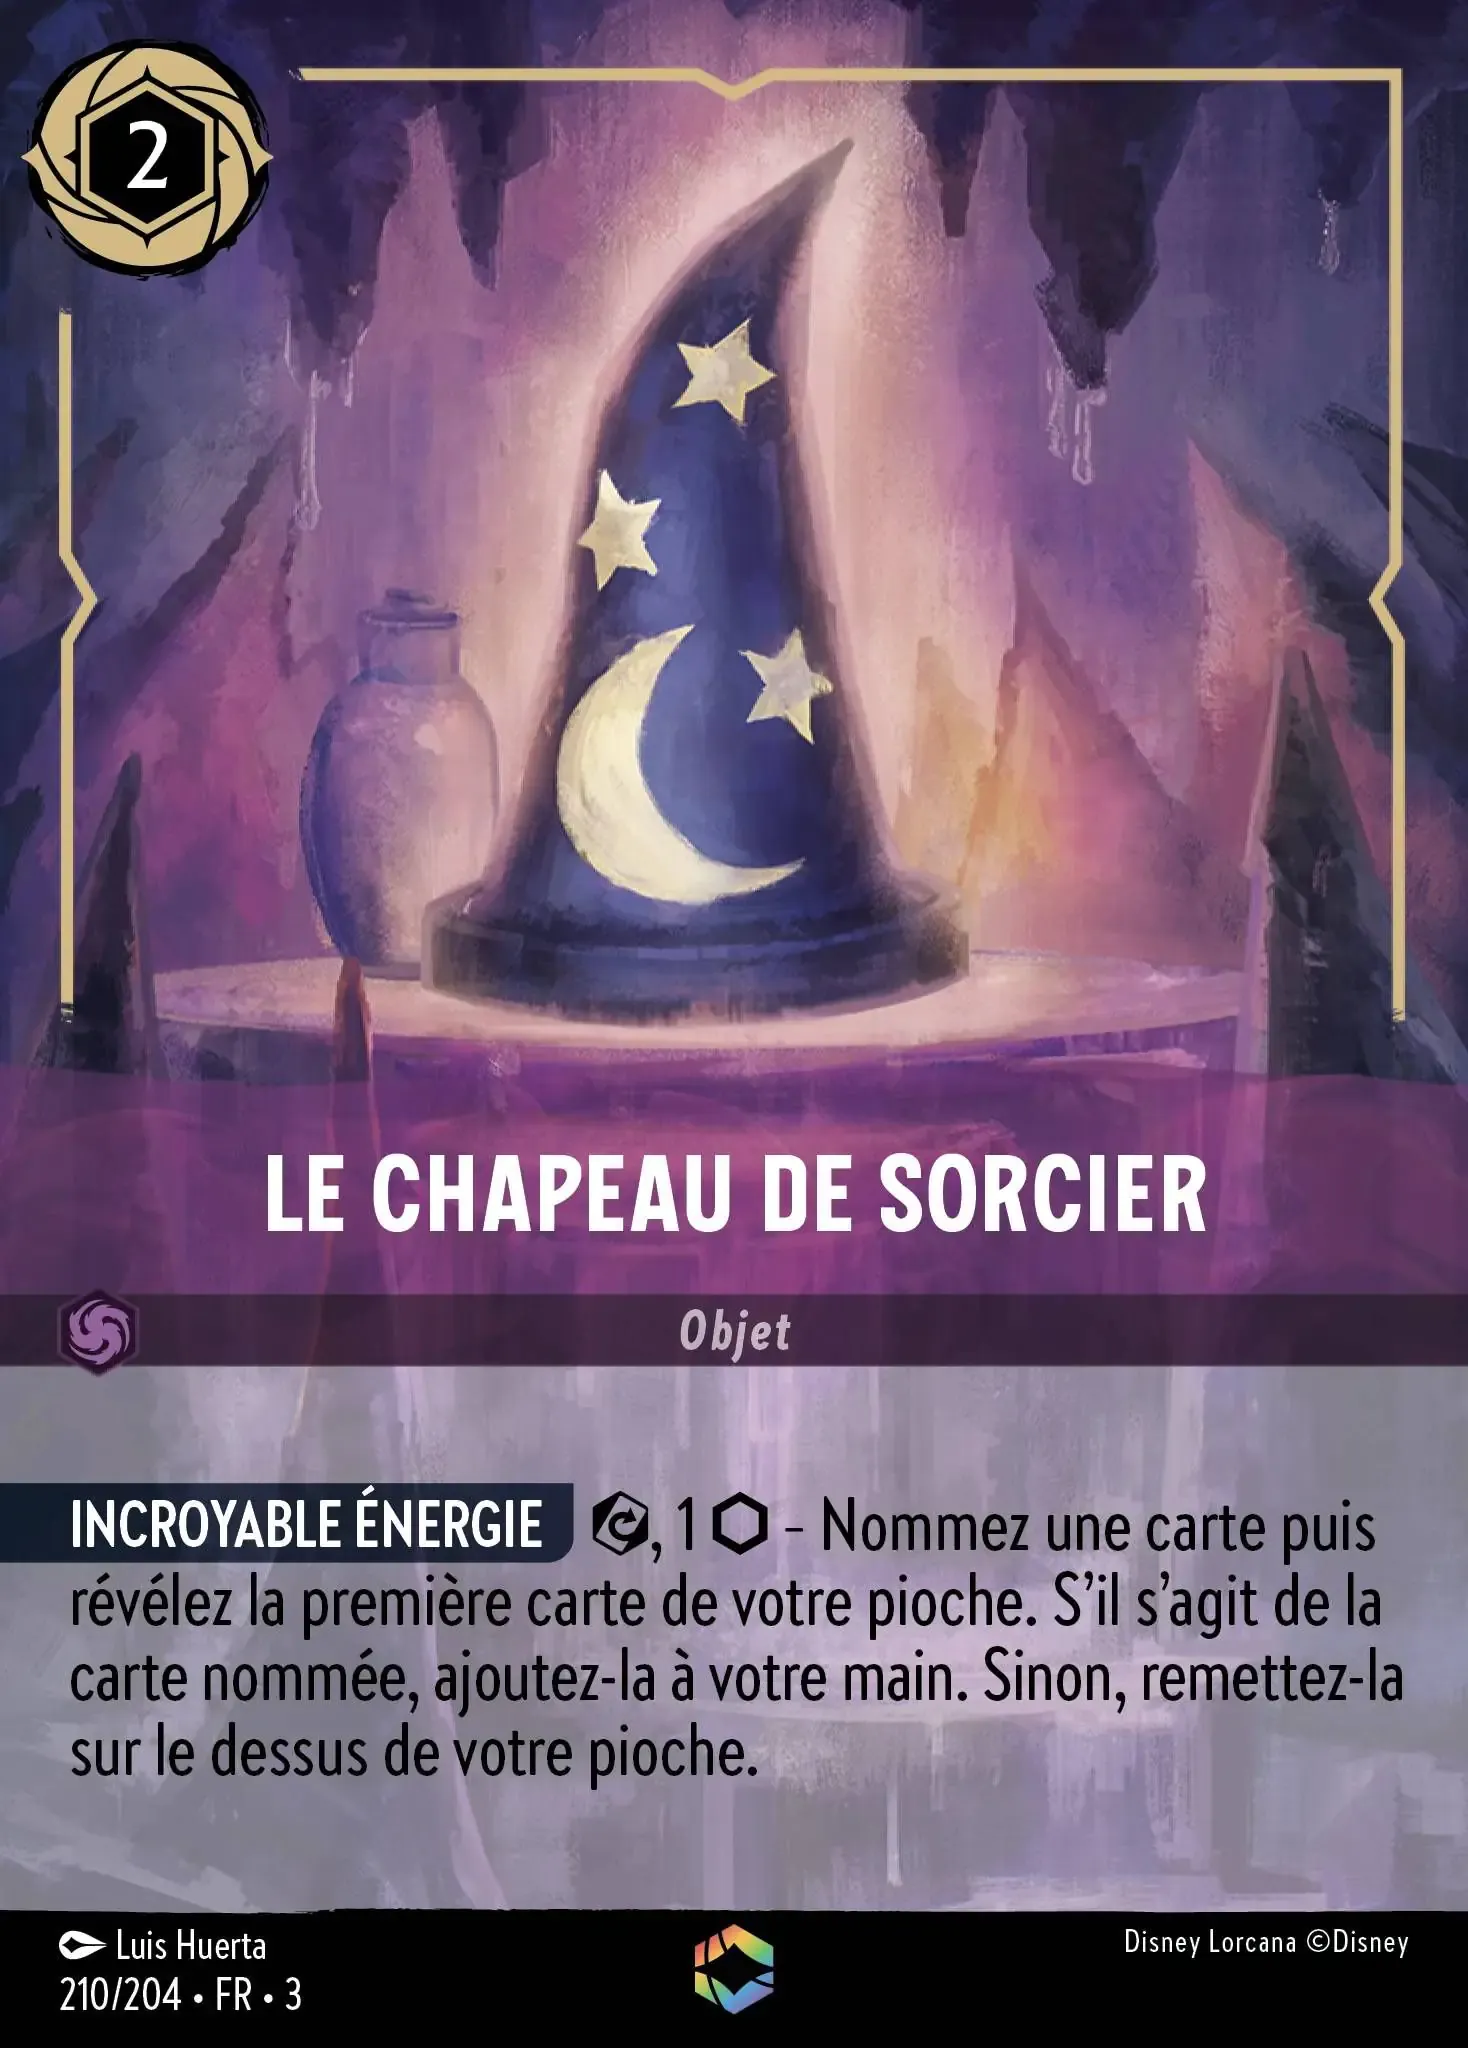 2
LE CHAPEAU DE SORCIER
Objet
INCROYABLE ÉNERGIE , 1 - Nommez une carte puis
révélez la première carte de votre pioche. S’il s’agit de la
carte nommée, ajoutez-la à votre main. Sinon, remettez-la
sur le dessus de votre pioche.
Luis Huerta
210/204 • FR • 3
Disney Lorcana ©Disney